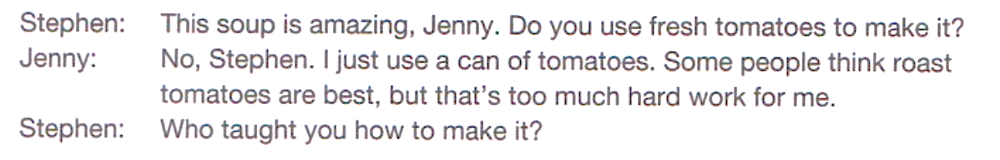 Stephen: This soup is amazing, Jenny. Do you use fresh tomatoes to make it?
Jenny: No, Stephen. I just use a can of tomatoes. Some people think roast
tomatoes are best, but that's too much hard work for me.
Stephen: Who taught you how to make it?